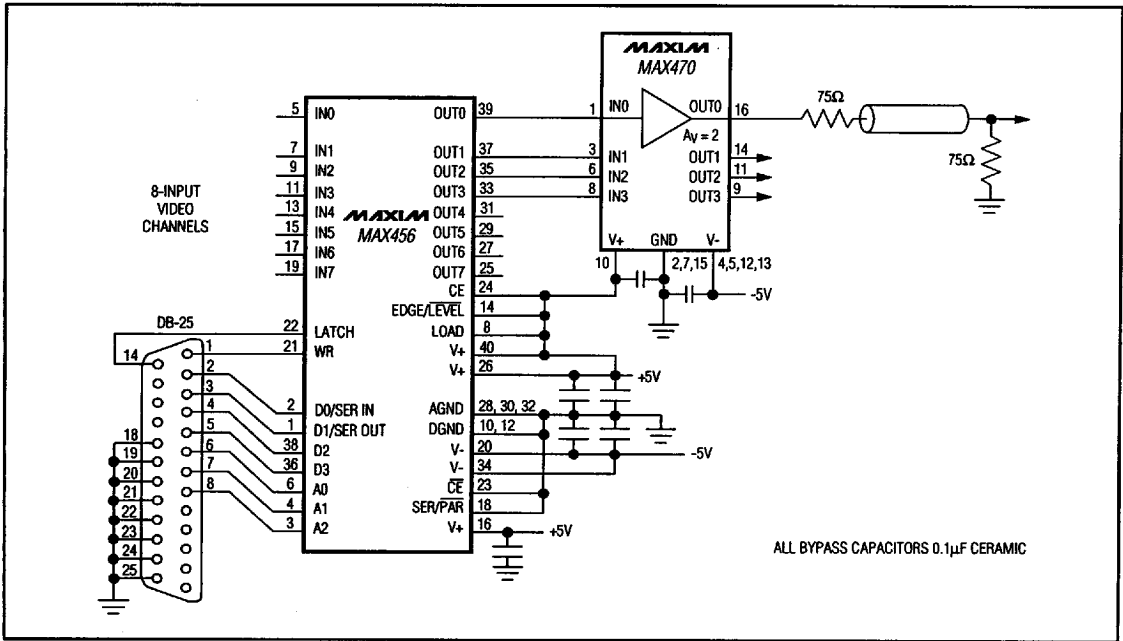 MAXIM
MAX470
1 IN0 OUT0 16
AV = 2
3 IN1 OUT1 14
6 IN2 OUT2 11
8 IN3 OUT3 9
V+ GND V-
10 2,7,15 4,5,12,13
-5V
75Ω
75Ω
8-INPUT
VIDEO
CHANNELS
MAXIM
MAX456
5 IN0 OUT0 39
7 IN1 OUT1 37
9 IN2 OUT2 35
11 IN3 OUT3 33
13 IN4 OUT4 31
15 IN5 OUT5 29
17 IN6 OUT6 27
19 IN7 OUT7 25
CE 24
EDGE/LEVEL 14
22 LATCH LOAD 8
21 WR V+ 40
V+ 26
+5V
2 D0/SER IN AGND 28, 30, 32
1 D1/SER OUT DGND 10, 12
38 D2 V- 20
-5V
36 D3 V- 34
6 A0 CE 23
4 A1 SER/PAR 18
3 A2 V+ 16
+5V
DB-25
14
1
2
3
4
5
6
7
8
18
19
20
21
22
23
24
25
ALL BYPASS CAPACITORS 0.1µF CERAMIC